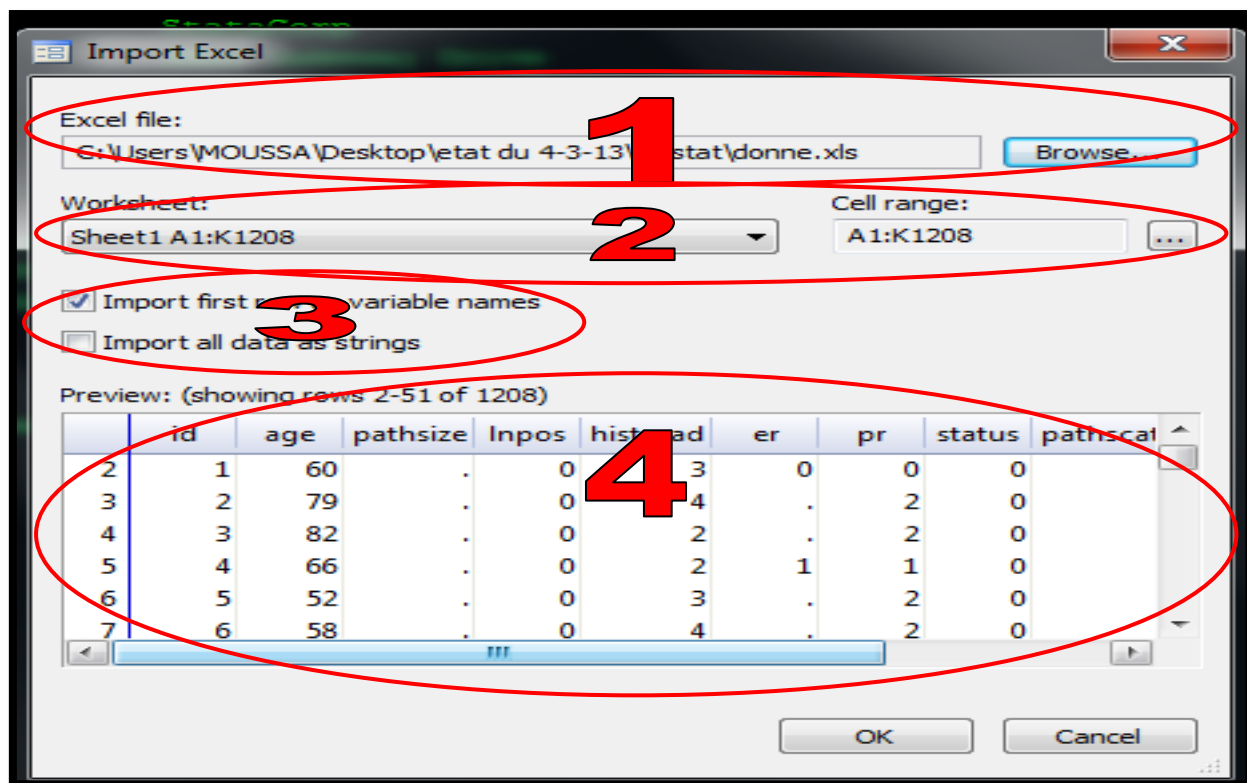 StataCorp
Import Excel
Excel file:
C:\Users\MOUSSA\Desktop\etat du 4-3-13\ stat\donne.xls Browse...
1
Worksheet: Cell range:
Sheet1 A1:K1208 A1:K1208 ...
2
Import first variable names
3
Import all data as strings
Preview: (showing rows 2-51 of 1208)
id age pathsize lnpos er pr status pathscat
2 1 60 . 0 3 0 0 0
3 2 79 . 0 4 . 2 0
4 3 82 . 0 2 . 2 0
5 4 66 . 0 2 1 1 0
6 5 52 . 0 3 . 2 0
7 6 58 . 0 4 . 2 0
4
OK Cancel